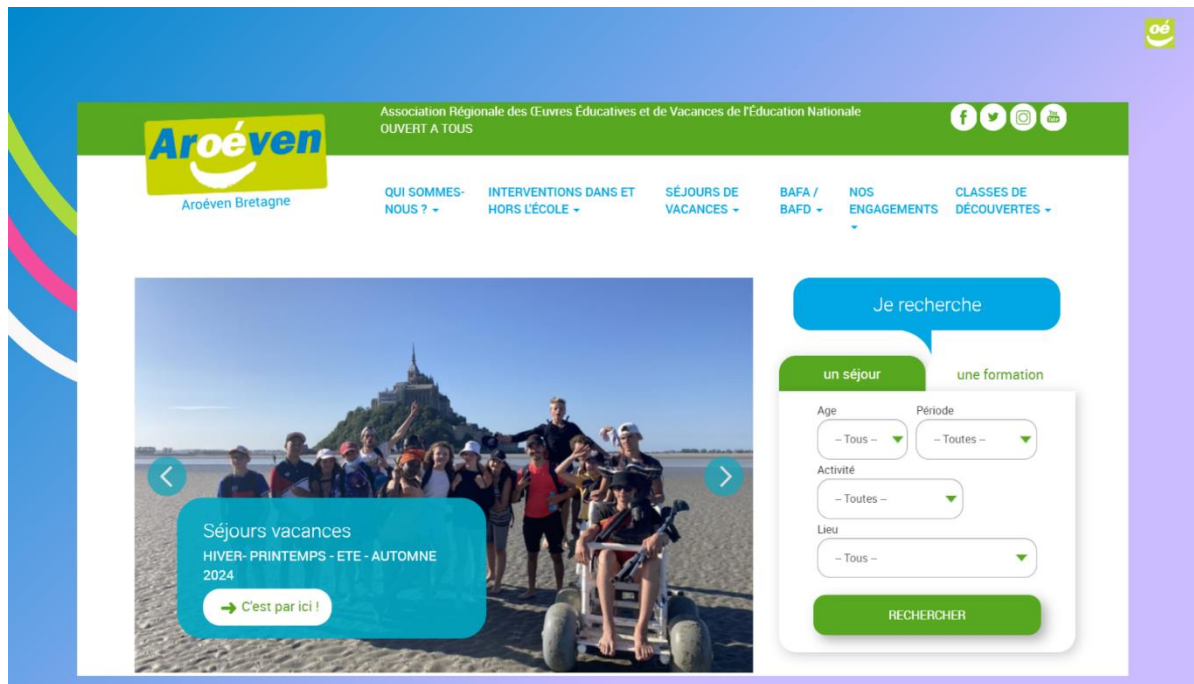 oé
Association Régionale des Œuvres Éducatives et de Vacances de l'Éducation Nationale
OUVERT A TOUS
Aroéven
Aroéven Bretagne
QUI SOMMES-
NOUS ?
INTERVENTIONS DANS ET
HORS L'ÉCOLE
SÉJOURS DE
VACANCES
BAFA /
BAFD
NOS
ENGAGEMENTS
CLASSES DE
DÉCOUVERTES
Séjours vacances
HIVER- PRINTEMPS - ETE - AUTOMNE
2024
C'est par ici !
Je recherche
un séjour
une formation
Age
Période
-- Tous --
-- Toutes --
Activité
-- Toutes --
Lieu
-- Tous --
RECHERCHER